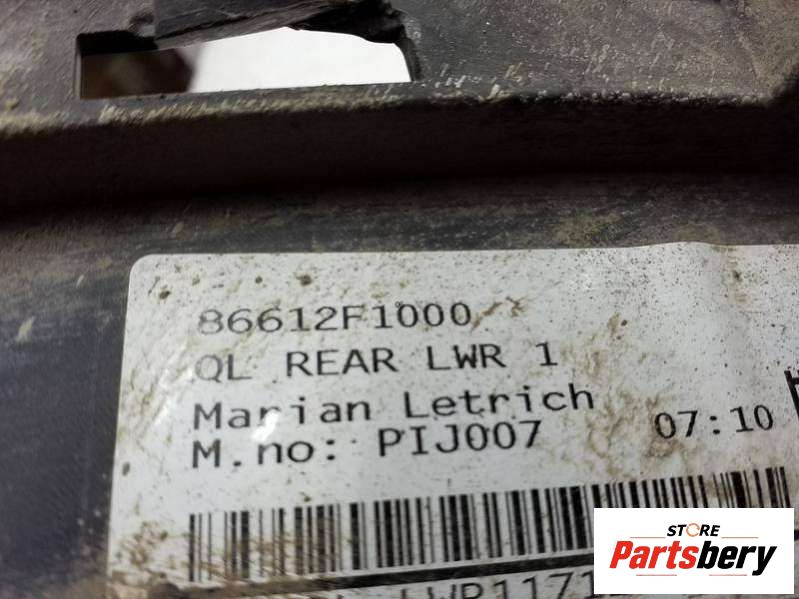 86612F1000
QL REAR LWR 1
Marian Letrich
M.no: PIJ007 07:10
STORE
Partsbery